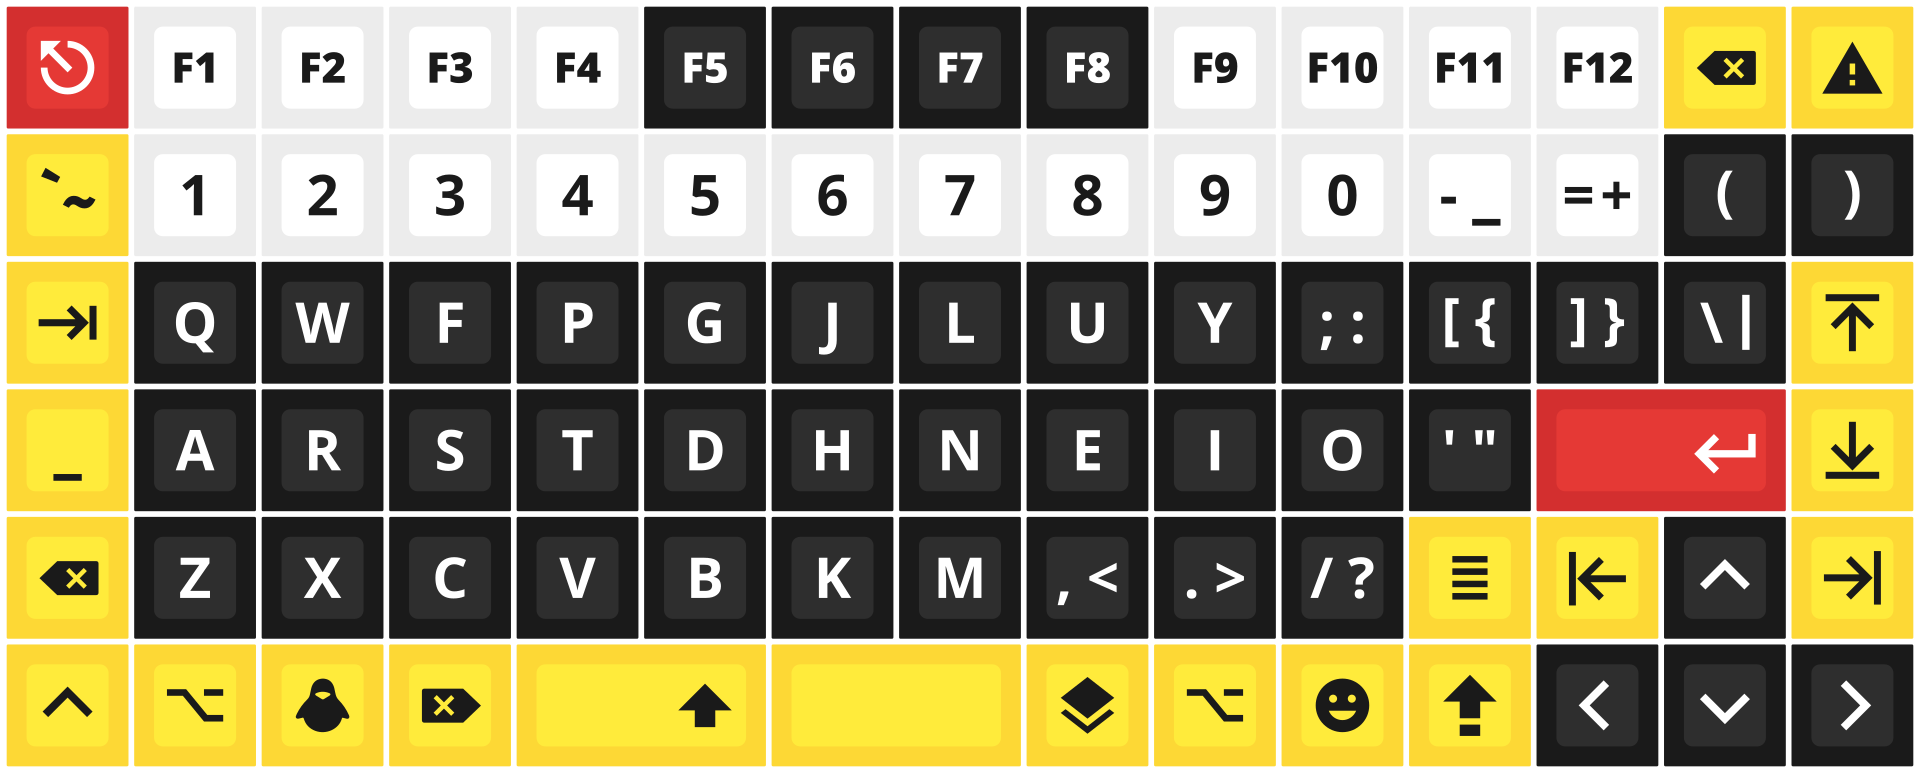 F1 F2 F3 F4 F5 F6 F7 F8 F9 F10 F11 F12
` ~ 1 2 3 4 5 6 7 8 9 0 - _ = + ( )
Q W F P G J L U Y ; : [ { ] } \ |
_ A R S T D H N E I O ' "
Z X C V B K M , < . > / ?